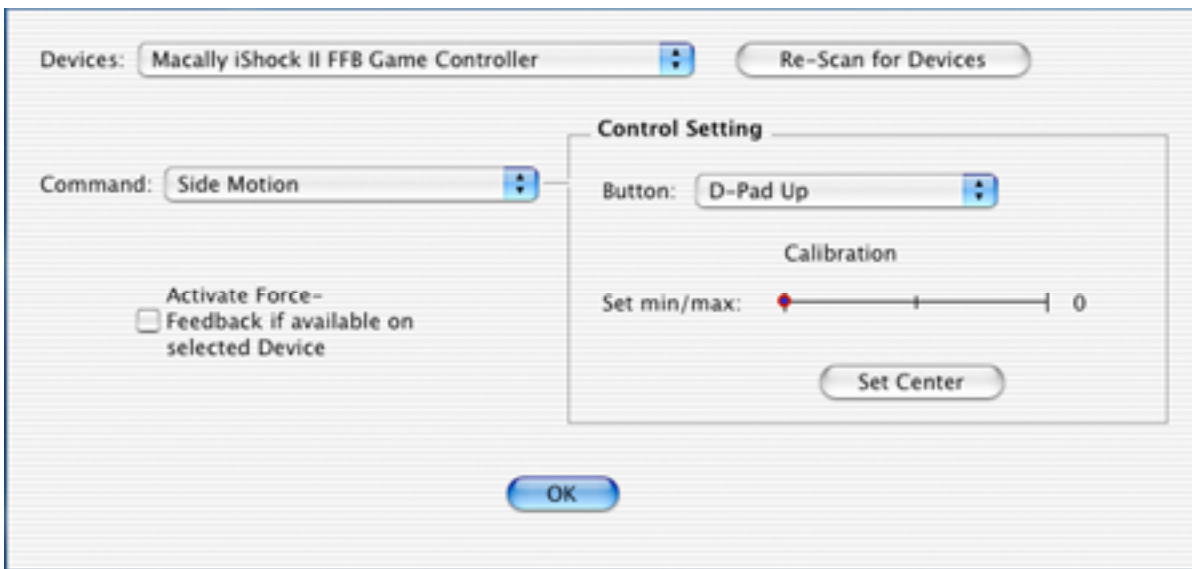 Devices: Macally iShock II FFB Game Controller Re-Scan for Devices
Control Setting
Command: Side Motion
Button: D-Pad Up
Calibration
Activate Force-
Feedback if available on
selected Device
Set min/max: 0
Set Center
OK